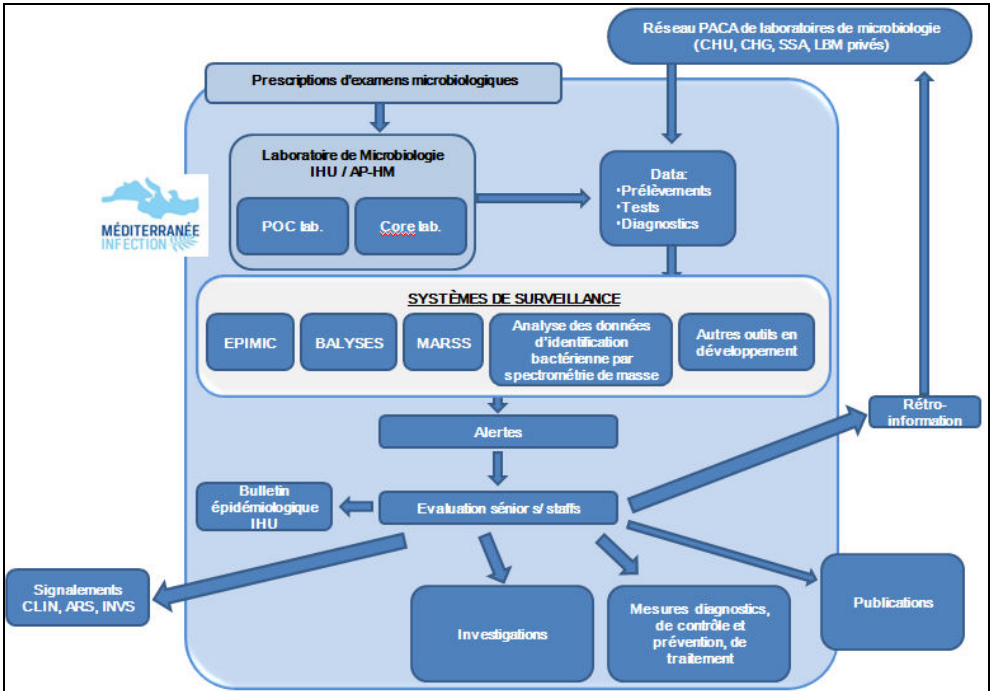 Réseau PACA de laboratoires de microbiologie
(CHU, CHG, SSA, LBM privés)
Prescriptions d'examens microbiologiques
Laboratoire de Microbiologie
IHU / AP-HM
POC lab.
Core lab.
Data:
•Prélèvements
•Tests
•Diagnostics
MÉDITERRANÉE
INFECTION
SYSTÈMES DE SURVEILLANCE
EPIMIC
BALYSES
MARSS
Analyse des données
d'identification
bactérienne par
spectrométrie de masse
Autres outils en
développement
Rétro-
information
Alertes
Bulletin
épidémiologique
IHU
Evaluation sénior s/ staffs
Signalements
CLIN, ARS, INVS
Investigations
Mesures diagnostics,
de contrôle et
prévention, de
traitement
Publications